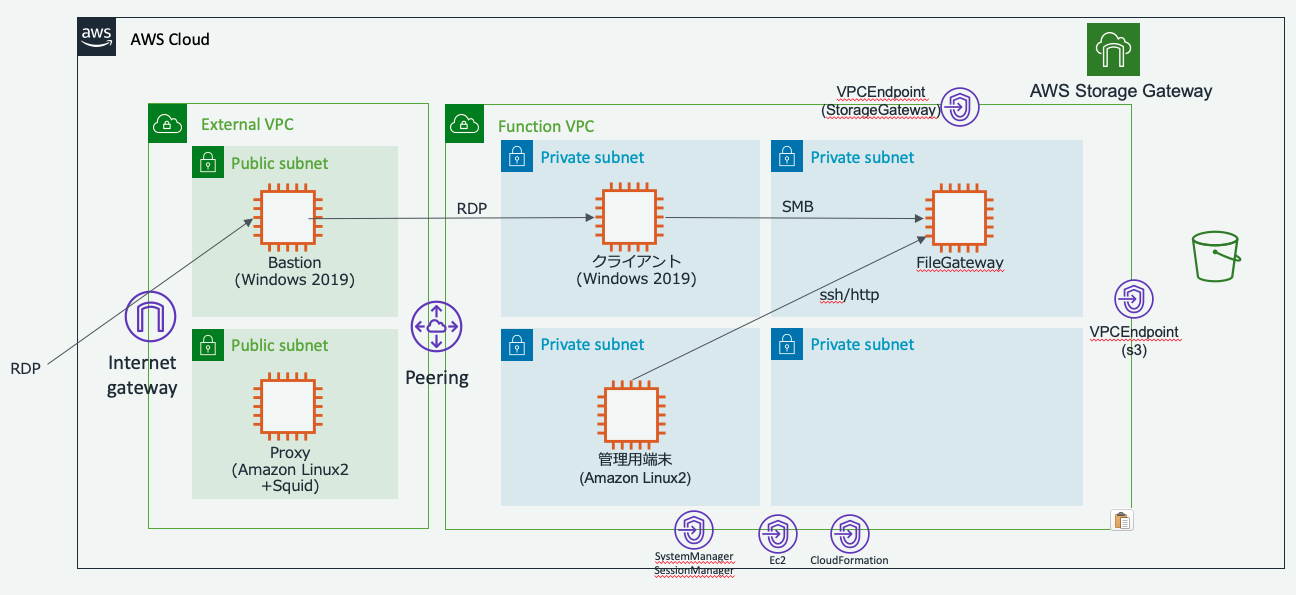 aws
AWS Cloud
AWS Storage Gateway
VPCEndpoint
(StorageGateway)
External VPC
Function VPC
Public subnet
Private subnet
Private subnet
RDP
SMB
Bastion
(Windows 2019)
クライアント
(Windows 2019)
FileGateway
ssh/http
VPCEndpoint
(s3)
Public subnet
Private subnet
Private subnet
RDP
Internet
gateway
Peering
Proxy
(Amazon Linux2
+Squid)
管理用端末
(Amazon Linux2)
SystemManager
SessionManager
Ec2
CloudFormation